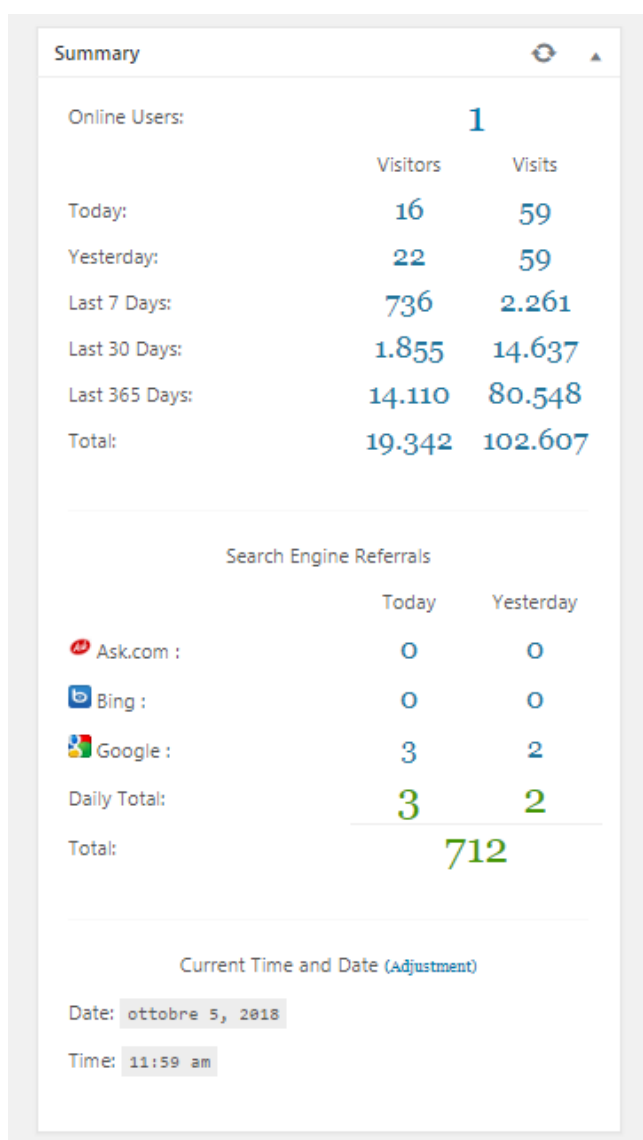 Summary
Online Users: 1
Visitors Visits
Today: 16 59
Yesterday: 22 59
Last 7 Days: 736 2.261
Last 30 Days: 1.855 14.637
Last 365 Days: 14.110 80.548
Total: 19.342 102.607
Search Engine Referrals
Today Yesterday
Ask.com : 0 0
Bing : 0 0
Google : 3 2
Daily Total: 3 2
Total: 712
Current Time and Date (Adjustment)
Date: ottobre 5, 2018
Time: 11:59 am